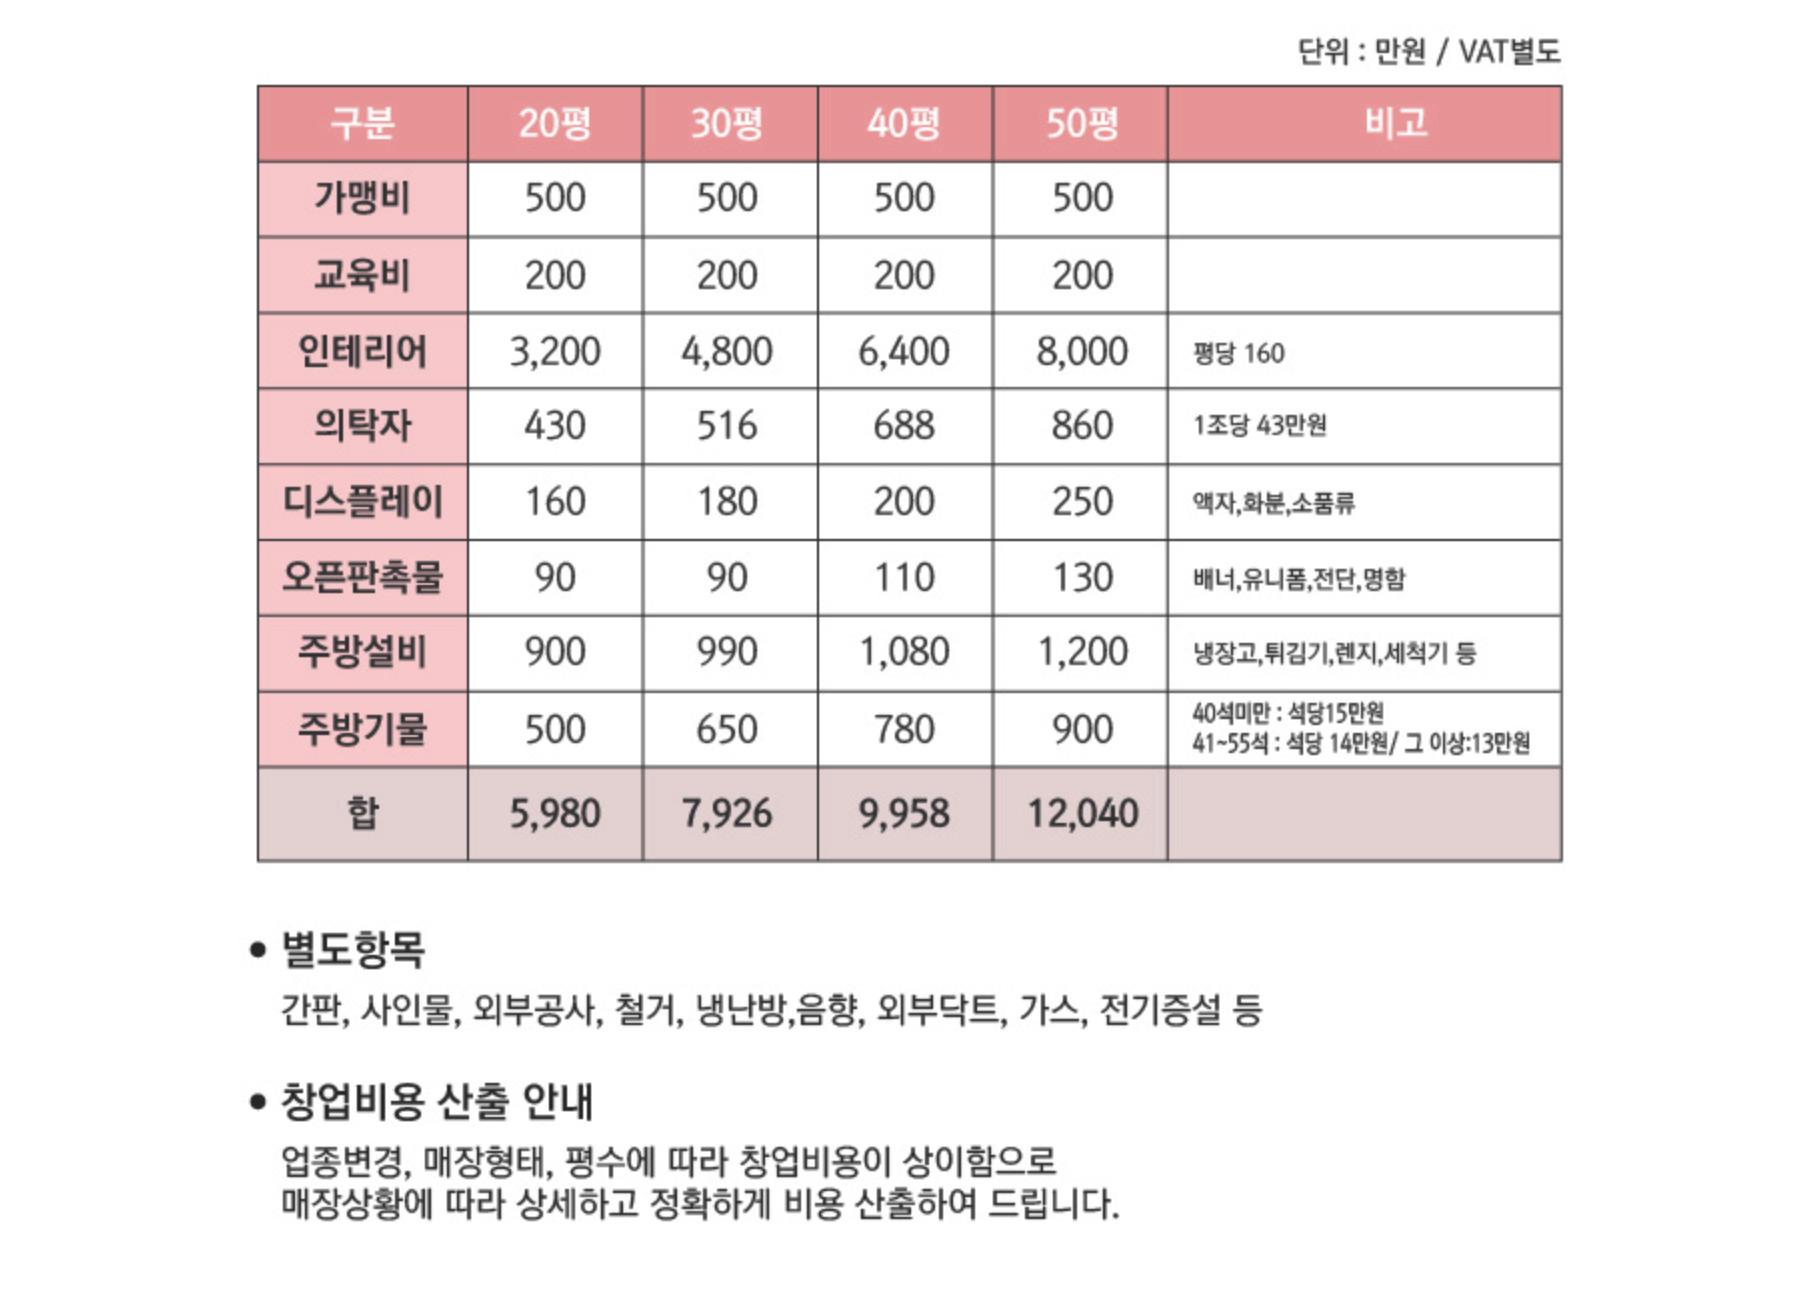 단위 : 만원 / VAT별도
구분 20평 30평 40평 50평 비고
가맹비 500 500 500 500
교육비 200 200 200 200
인테리어 3,200 4,800 6,400 8,000 평당 160
의탁자 430 516 688 860 1조당 43만원
디스플레이 160 180 200 250 액자,화분,소품류
오픈판촉물 90 90 110 130 배너,유니폼,전단,명함
주방설비 900 990 1,080 1,200 냉장고,튀김기,렌지,세척기 등
주방기물 500 650 780 900 40석미만 : 석당15만원
41~55석 : 석당 14만원/ 그 이상:13만원
합 5,980 7,926 9,958 12,040
• 별도항목
간판, 사인물, 외부공사, 철거, 냉난방,음향, 외부닥트, 가스, 전기증설 등
• 창업비용 산출 안내
업종변경, 매장형태, 평수에 따라 창업비용이 상이함으로
매장상황에 따라 상세하고 정확하게 비용 산출하여 드립니다.